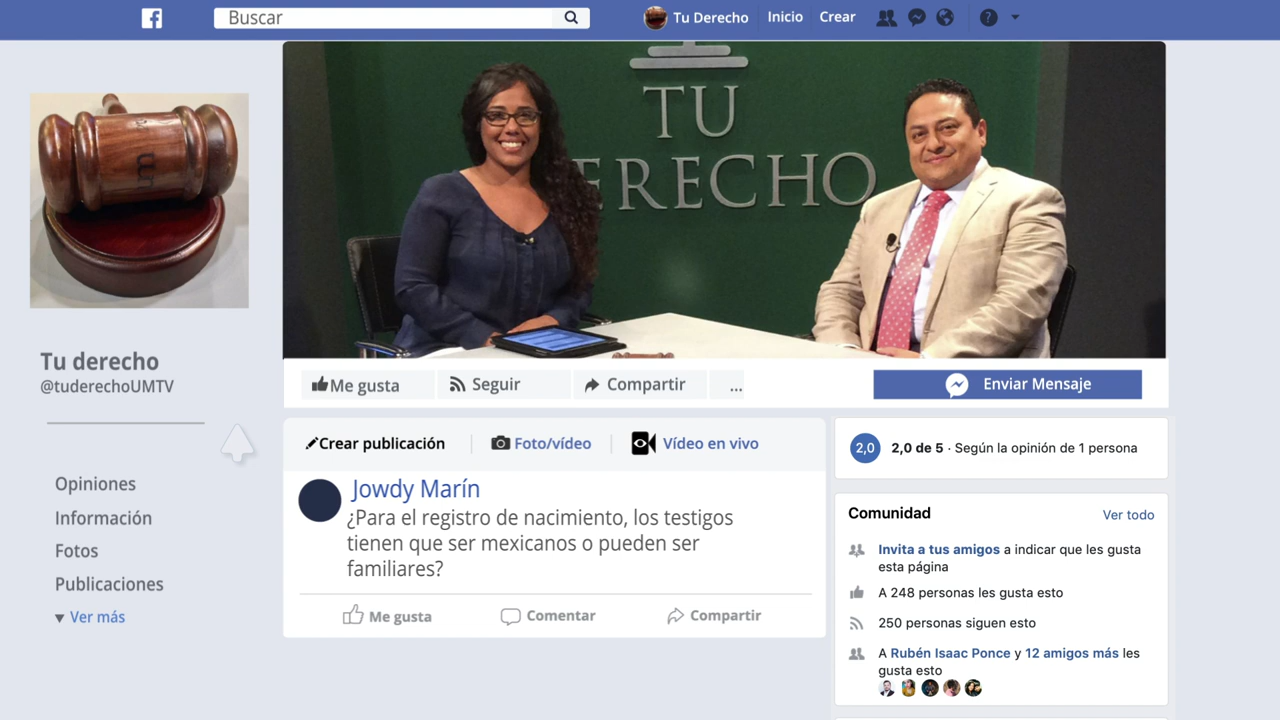 Buscar
Tu Derecho
Inicio
Crear
TU
ERECHO
Tu derecho
@tuderechoUMTV
Opiniones
Información
Fotos
Publicaciones
Ver más
Me gusta
Seguir
Compartir
...
Enviar Mensaje
Crear publicación
Foto/vídeo
Vídeo en vivo
Jowdy Marín
¿Para el registro de nacimiento, los testigos
tienen que ser mexicanos o pueden ser
familiares?
Me gusta
Comentar
Compartir
2,0
2,0 de 5 · Según la opinión de 1 persona
Comunidad
Ver todo
Invita a tus amigos a indicar que les gusta
esta página
A 248 personas les gusta esto
250 personas siguen esto
A Rubén Isaac Ponce y 12 amigos más les
gusta esto